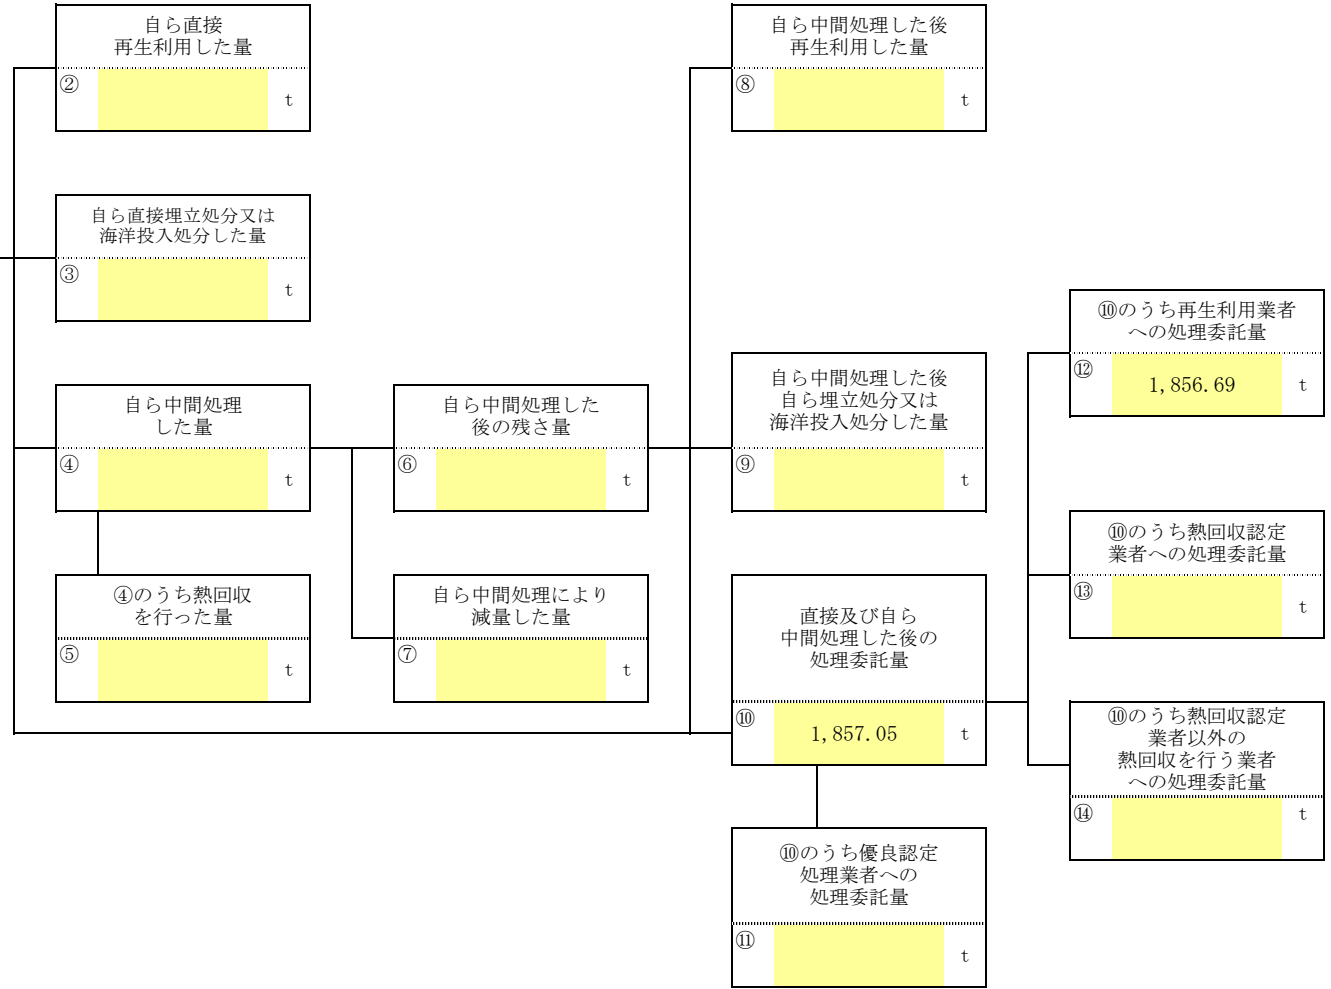 自ら直接
再生利用した量
②
t
自ら中間処理した後
再生利用した量
⑧
t
自ら直接埋立処分又は
海洋投入処分した量
③
t
⑩のうち再生利用業者
への処理委託量
⑫
1,856.69
t
自ら中間処理
した量
④
t
自ら中間処理した
後の残さ量
⑥
t
自ら中間処理した後
自ら埋立処分又は
海洋投入処分した量
⑨
t
⑩のうち熱回収認定
業者への処理委託量
⑬
t
④のうち熱回収
を行った量
⑤
t
自ら中間処理により
減量した量
⑦
t
直接及び自ら
中間処理した後の
処理委託量
⑩
1,857.05
t
⑩のうち熱回収認定
業者以外の
熱回収を行う業者
への処理委託量
⑭
t
⑩のうち優良認定
処理業者への
処理委託量
⑪
t